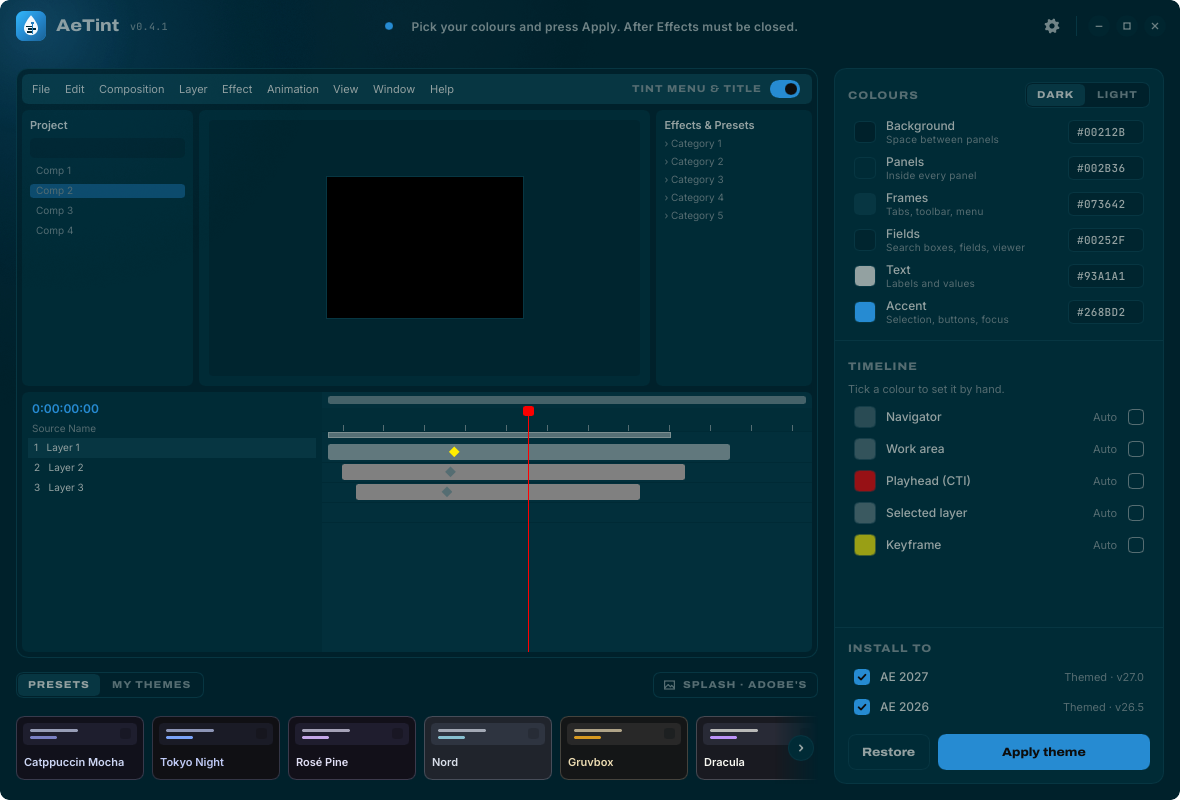 AeTint v0.4.1
Pick your colours and press Apply. After Effects must be closed.
File Edit Composition Layer Effect Animation View Window Help
TINT MENU & TITLE
Project
Comp 1
Comp 2
Comp 3
Comp 4
Effects & Presets
› Category 1
› Category 2
› Category 3
› Category 4
› Category 5
0:00:00:00
Source Name
1 Layer 1
2 Layer 2
3 Layer 3
PRESETS MY THEMES
SPLASH · ADOBE'S
Catppuccin Mocha
Tokyo Night
Rosé Pine
Nord
Gruvbox
Dracula
COLOURS
DARK LIGHT
Background
Space between panels
#00212B
Panels
Inside every panel
#002B36
Frames
Tabs, toolbar, menu
#073642
Fields
Search boxes, fields, viewer
#00252F
Text
Labels and values
#93A1A1
Accent
Selection, buttons, focus
#268BD2
TIMELINE
Tick a colour to set it by hand.
Navigator Auto
Work area Auto
Playhead (CTI) Auto
Selected layer Auto
Keyframe Auto
INSTALL TO
AE 2027 Themed · v27.0
AE 2026 Themed · v26.5
Restore
Apply theme